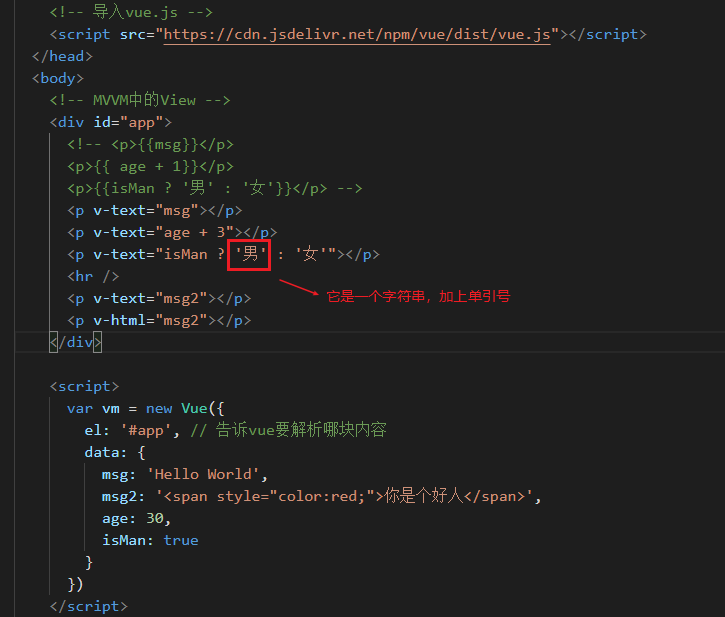 <!-- 导入vue.js -->
<script src="https://cdn.jsdelivr.net/npm/vue/dist/vue.js"></script>
</head>
<body>
<!-- MVVM中的View -->
<div id="app">
<!-- <p>{{msg}}</p>
<p>{{ age + 1}}</p>
<p>{{isMan ? '男' : '女'}}</p> -->
<p v-text="msg"></p>
<p v-text="age + 3"></p>
<p v-text="isMan ? '男' : '女'"></p>
<hr />
它是一个字符串，加上单引号
<p v-text="msg2"></p>
<p v-html="msg2"></p>
</div>
<script>
var vm = new Vue({
el: '#app', // 告诉vue要解析哪块内容
data: {
msg: 'Hello World',
msg2: '<span style="color:red;">你是个好人</span>',
age: 30,
isMan: true
}
})
</script>